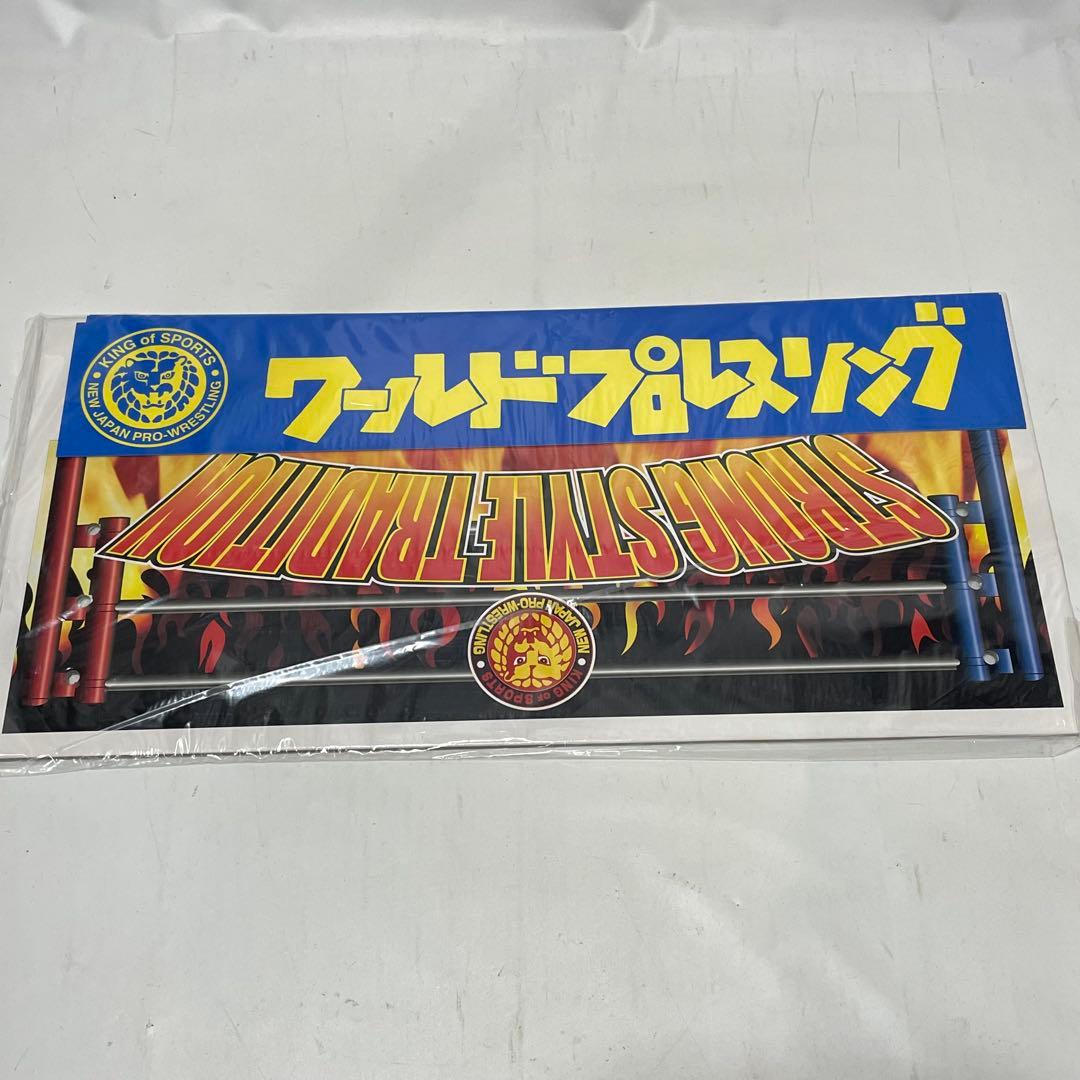 KING of SPORTS
• NEW JAPAN PRO-WRESTLING •
ワールドプロレスリング
STRONG STYLE TRADITION
• KING of SPORTS •
NEW JAPAN PRO-WRESTLING